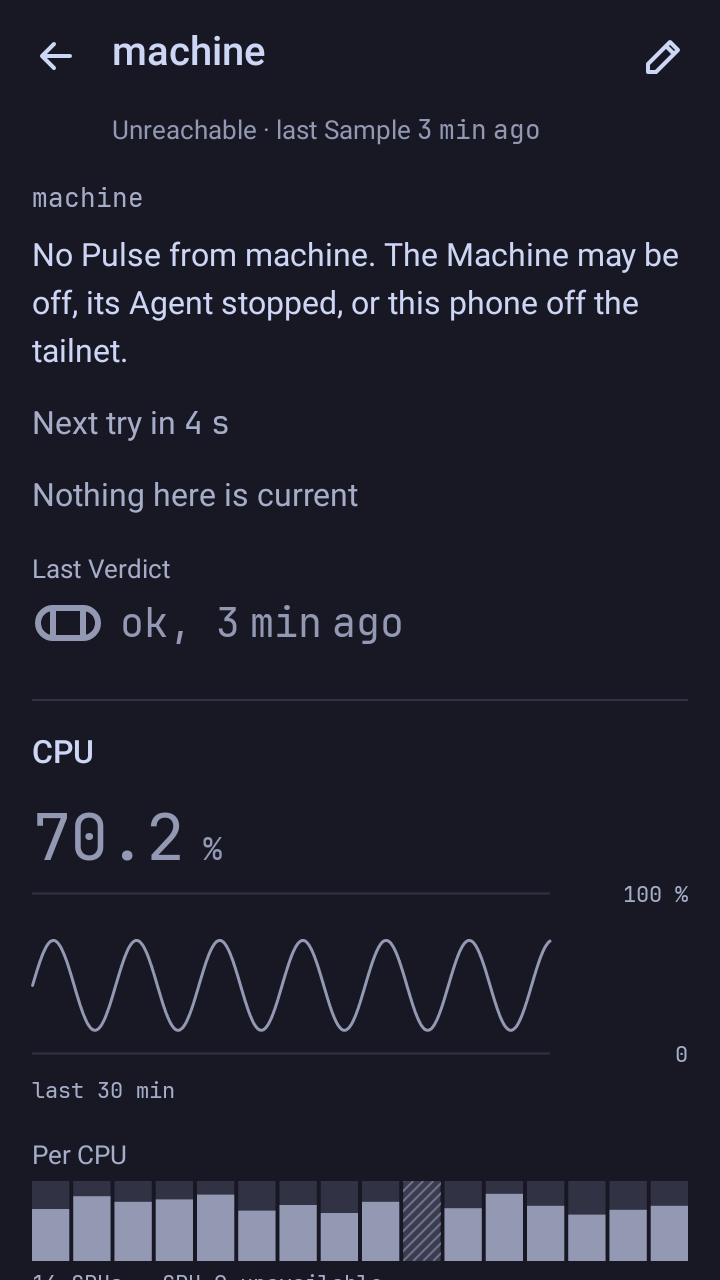 machine
Unreachable · last Sample 3 min ago
machine
No Pulse from machine. The Machine may be
off, its Agent stopped, or this phone off the
tailnet.
Next try in 4 s
Nothing here is current
Last Verdict
ok, 3 min ago
CPU
70.2 %
100 %
0
last 30 min
Per CPU